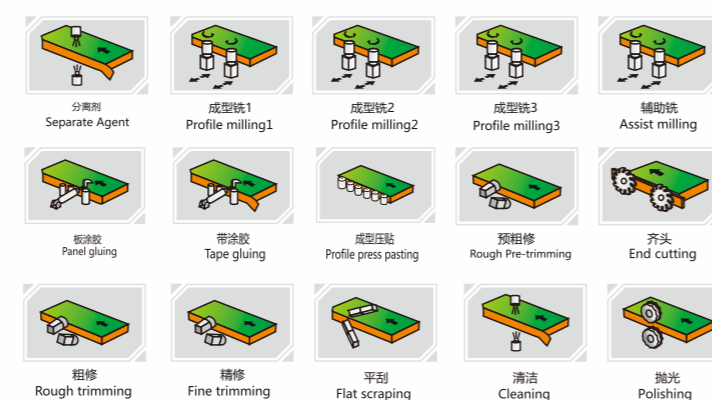 分离剂
Separate Agent
成型铣1
Profile milling1
成型铣2
Profile milling2
成型铣3
Profile milling3
辅助铣
Assist milling
板涂胶
Panel gluing
带涂胶
Tape gluing
成型压贴
Profile press pasting
预粗修
Rough Pre-trimming
齐头
End cutting
粗修
Rough trimming
精修
Fine trimming
平刮
Flat scraping
清洁
Cleaning
抛光
Polishing